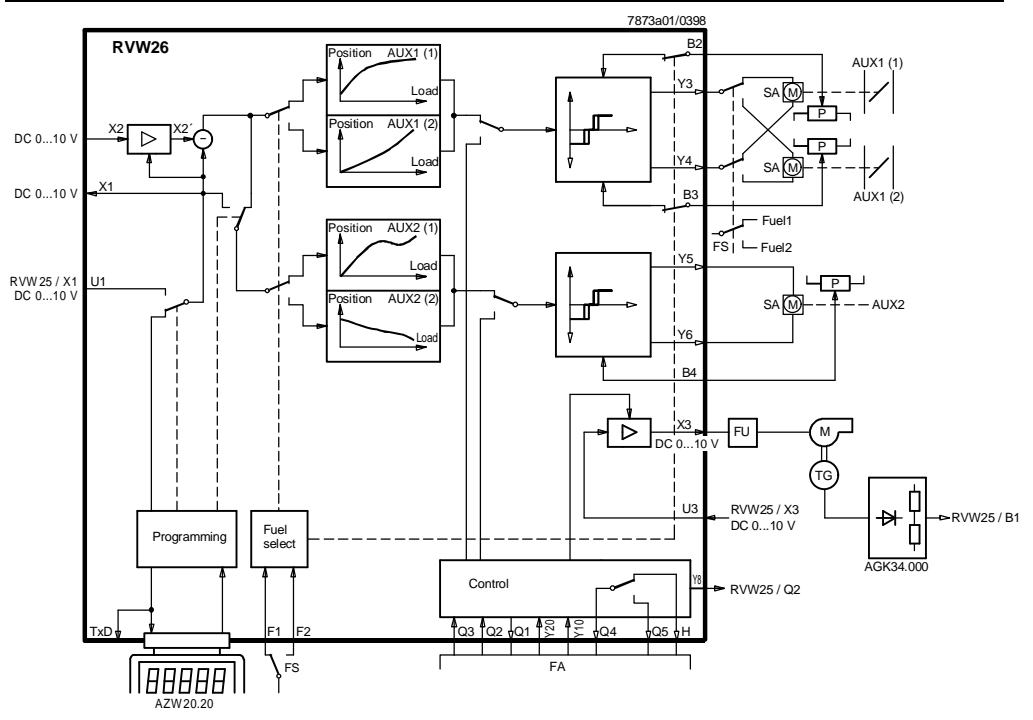 7873a01/0398
RVW26
B2
Position AUX1 (1)
Load
AUX1 (1)
Y3
SA M
P
DC 0...10 V X2 X2´ −
Position AUX1 (2)
Load
P
Y4
SA M
AUX1 (2)
DC 0...10 V X1
B3
Fuel1
FS Fuel2
Position AUX2 (1)
Load
Y5
RVW25 / X1 U1
DC 0...10 V
P
SA M AUX2
Position AUX2 (2)
Load
Y6
B4
X3
DC 0...10 V
FU M
TG
U3 RVW25 / X3
DC 0...10 V
RVW25 / B1
AGK34.000
Programming
Fuel
select
Control
Y8 RVW25 / Q2
TxD F1 F2 Q3 Q2 Q1 Y20 Y10 Q4 Q5 H
FS
FA
88888
AZW20.20